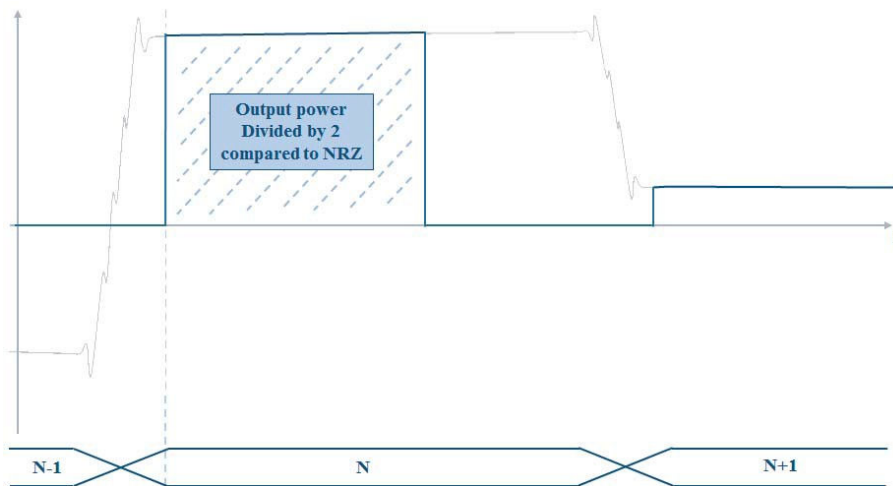 Output power
Divided by 2
compared to NRZ
N-1
N
N+1